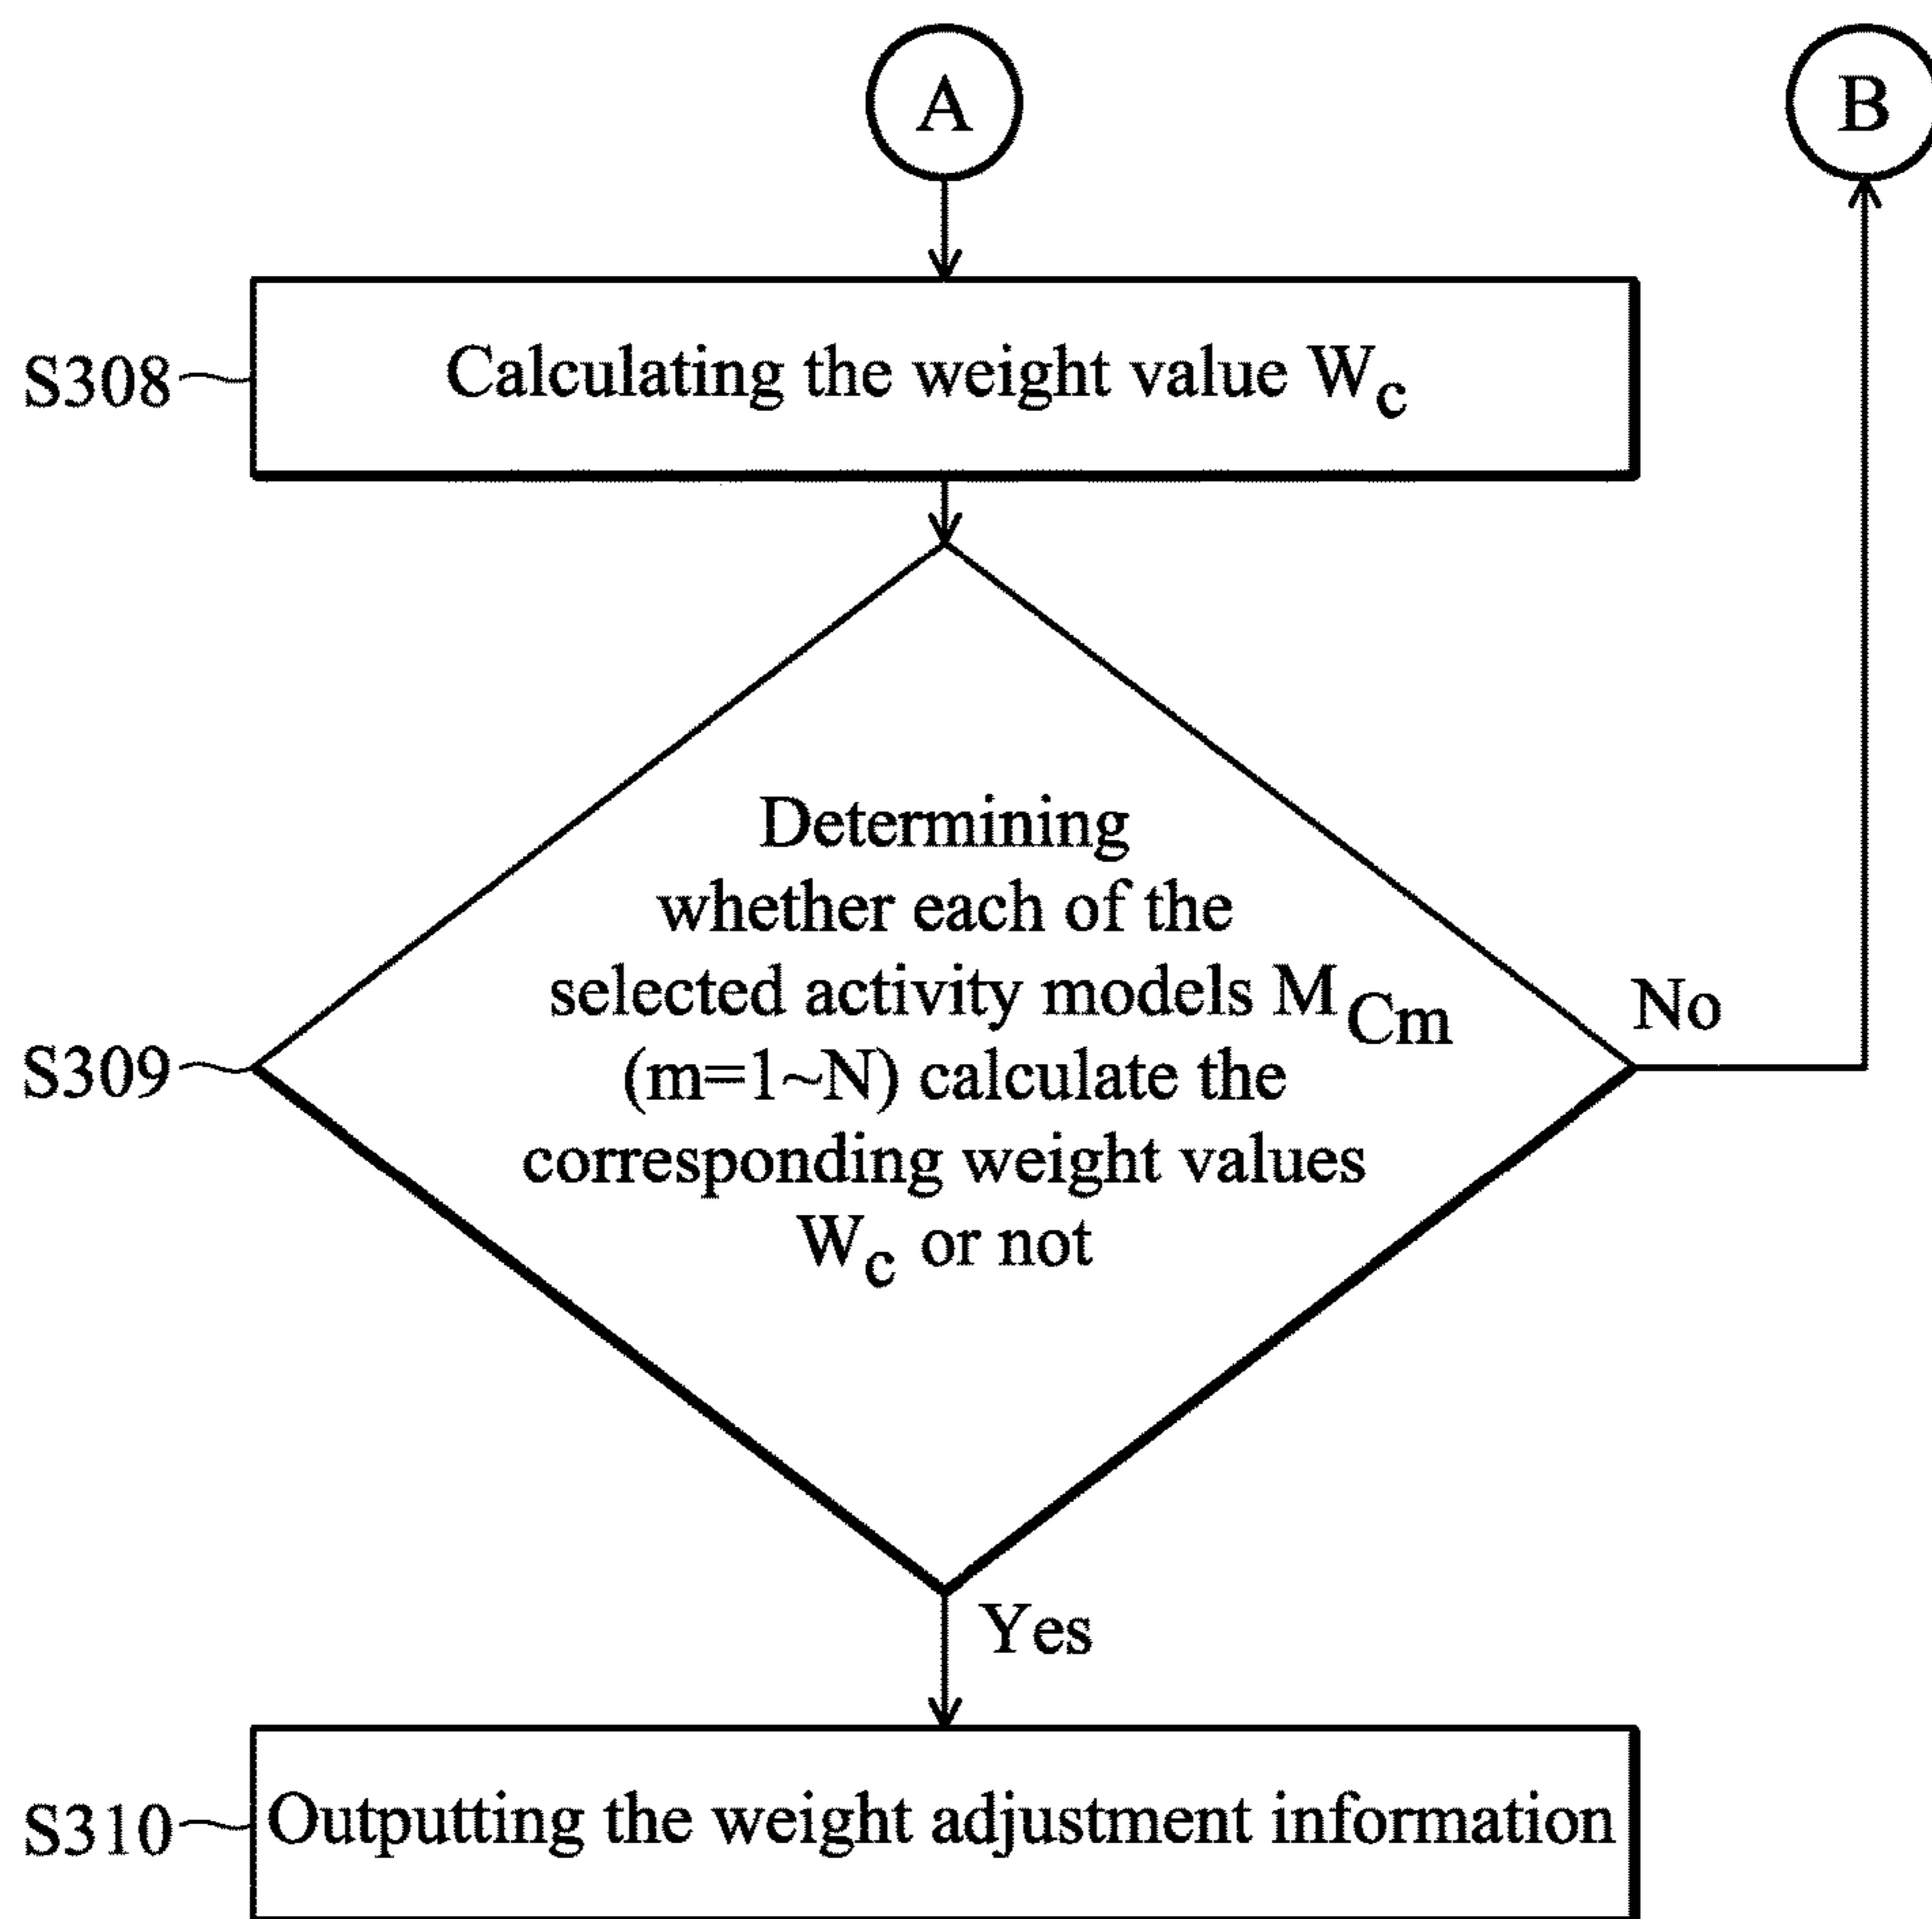 A
B
S308
Calculating the weight value Wc
Determining
whether each of the
selected activity models MCm
(m=1~N) calculate the
corresponding weight values
Wc or not
S309
No
Yes
S310
Outputting the weight adjustment information